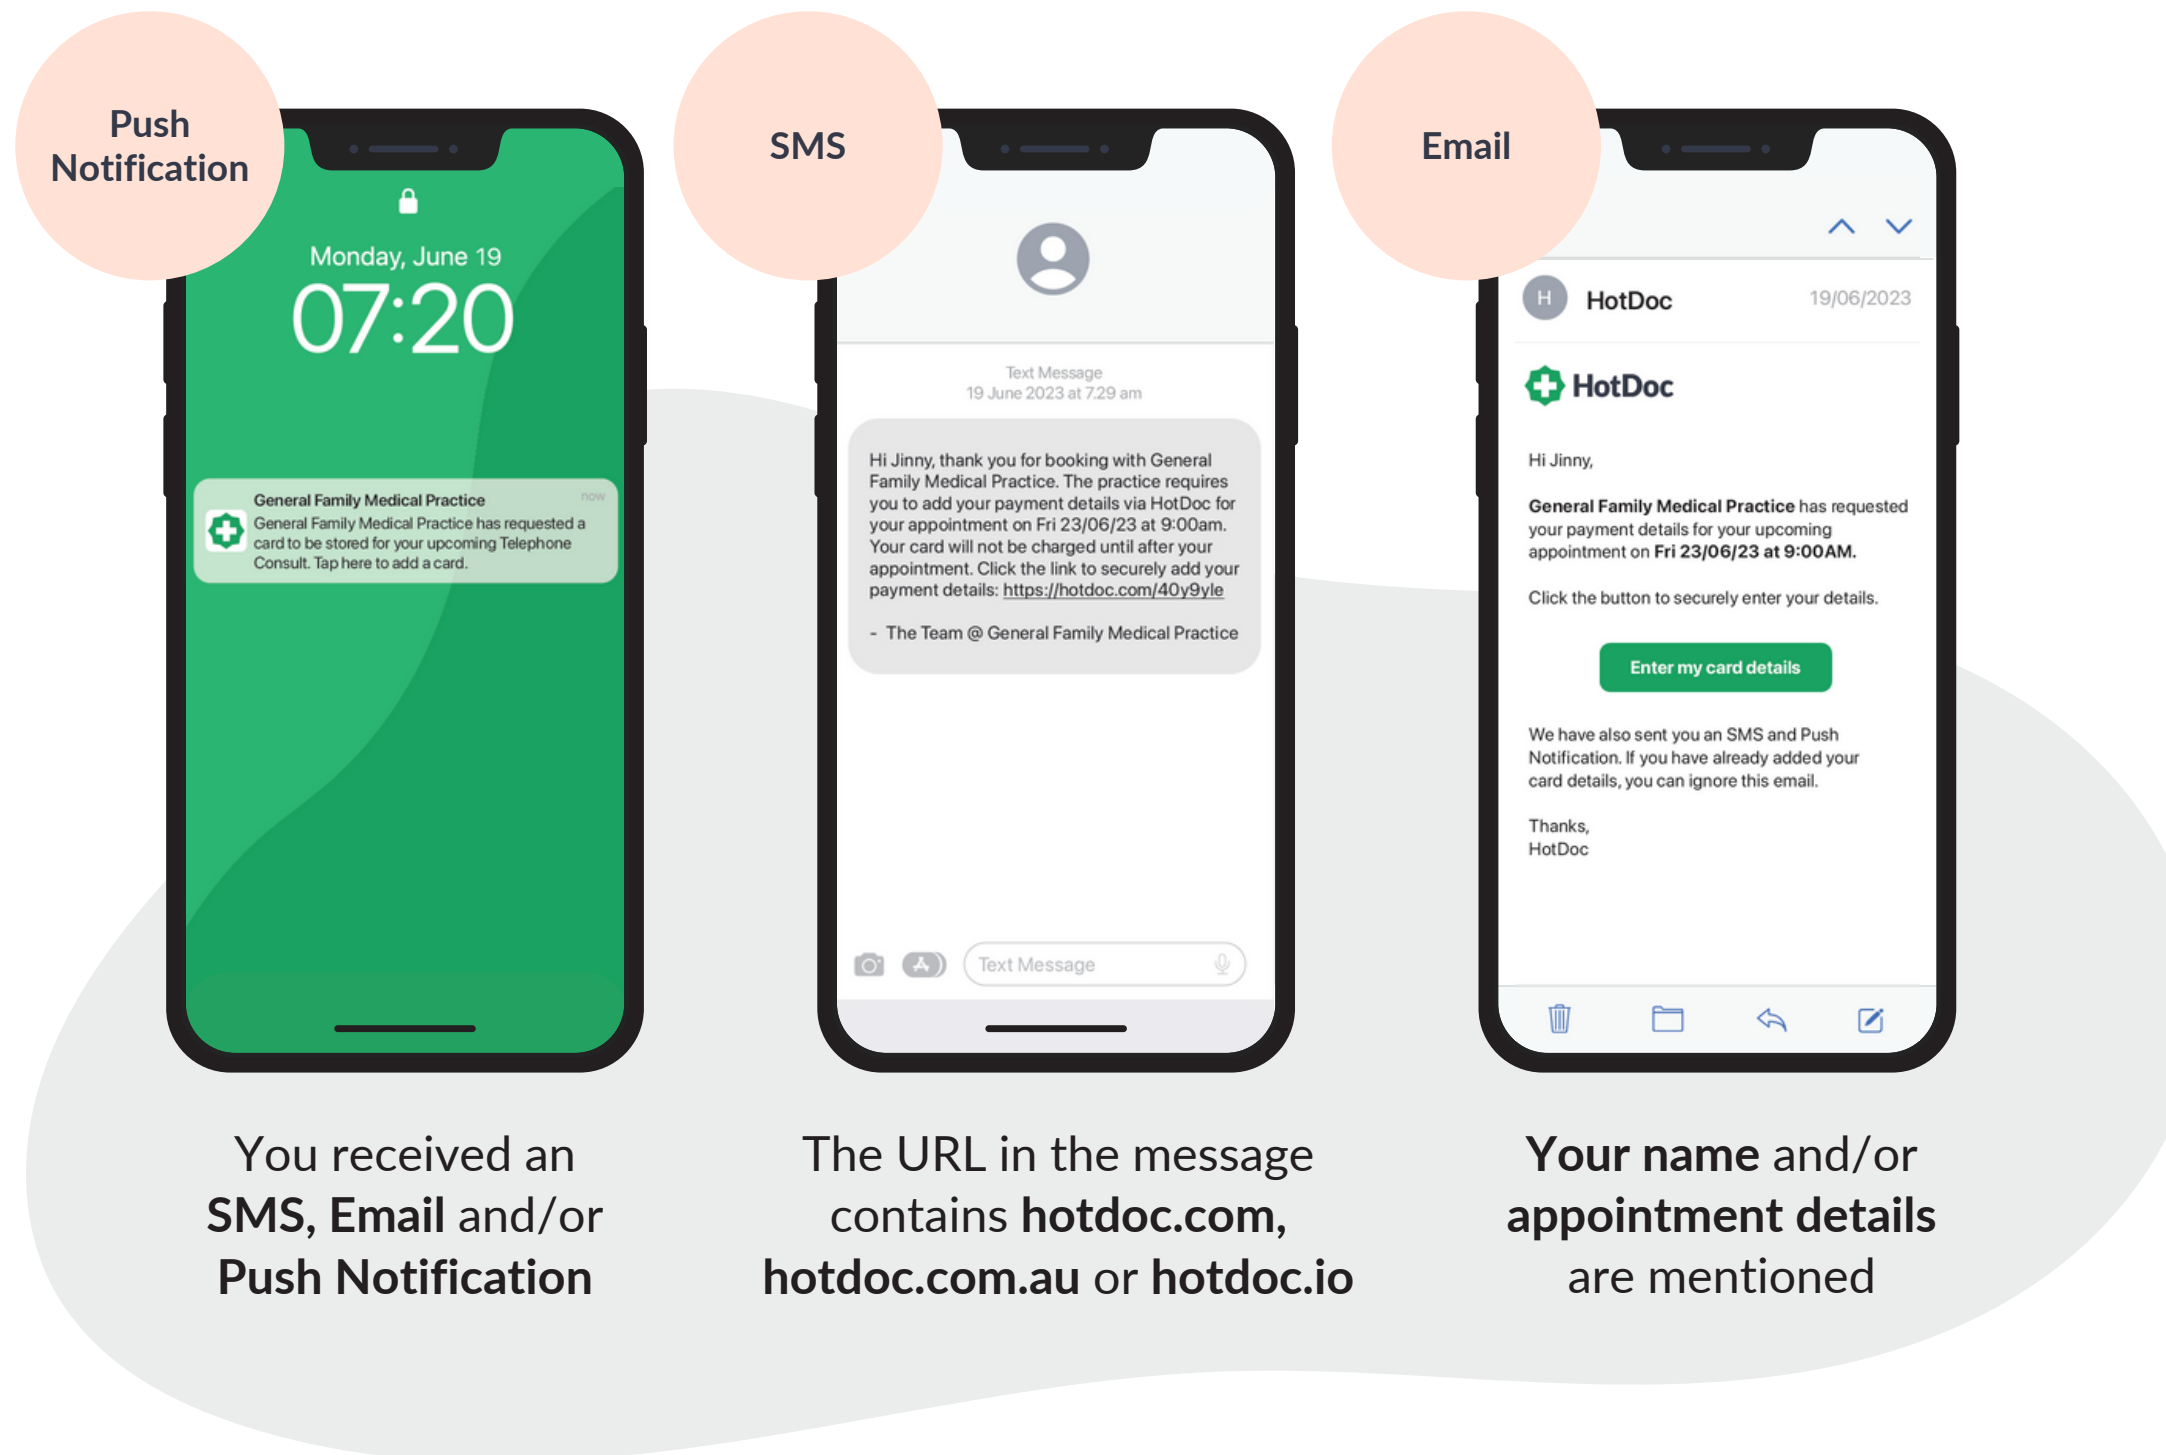 Push
Notification
Monday, June 19
07:20
General Family Medical Practice now
General Family Medical Practice has requested a
card to be stored for your upcoming Telephone
Consult. Tap here to add a card.
You received an
SMS, Email and/or
Push Notification
SMS
Text Message
19 June 2023 at 7.29 am
Hi Jinny, thank you for booking with General
Family Medical Practice. The practice requires
you to add your payment details via HotDoc for
your appointment on Fri 23/06/23 at 9:00am.
Your card will not be charged until after your
appointment. Click the link to securely add your
payment details: https://hotdoc.com/40y9yle
- The Team @ General Family Medical Practice
Text Message
The URL in the message
contains hotdoc.com,
hotdoc.com.au or hotdoc.io
Email
H HotDoc 19/06/2023
HotDoc
Hi Jinny,
General Family Medical Practice has requested
your payment details for your upcoming
appointment on Fri 23/06/23 at 9:00AM.
Click the button to securely enter your details.
Enter my card details
We have also sent you an SMS and Push
Notification. If you have already added your
card details, you can ignore this email.
Thanks,
HotDoc
Your name and/or
appointment details
are mentioned